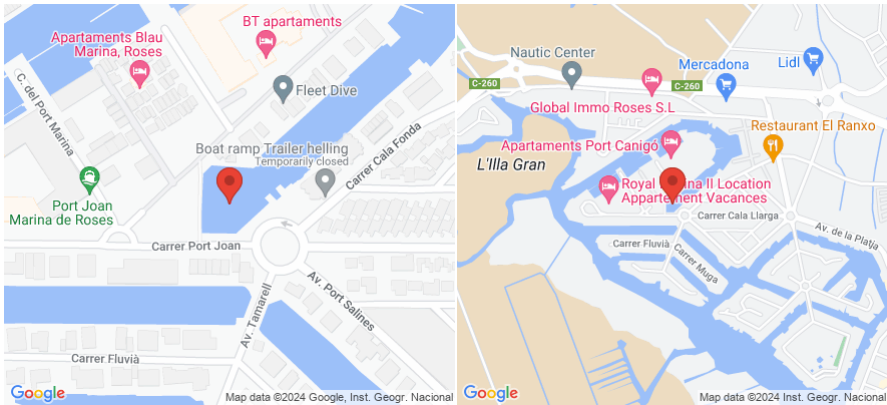 BT apartments
Apartaments Blau
Marina, Roses
C. del Port Marina
Fleet Dive
Boat ramp Trailer helling
Temporarily closed
Carrer Cala Fonda
Port Joan
Marina de Roses
Carrer Port Joan
Av. Tamarell
Av. Port Salines
Carrer Fluvià
Google
Map data ©2024 Google, Inst. Geogr. Nacional
Nautic Center
C-260
Mercadona
Lidl
C-260
Global Immo Roses S.L
Restaurant El Ranxo
Apartaments Port Canigó
L'Illa Gran
Royal
na II Location
Appartement Vacances
Carrer Cala Llarga
Av. de la Platja
Carrer Fluvià
Carrer Muga
Google
Map data ©2024 Inst. Geogr. Nacional